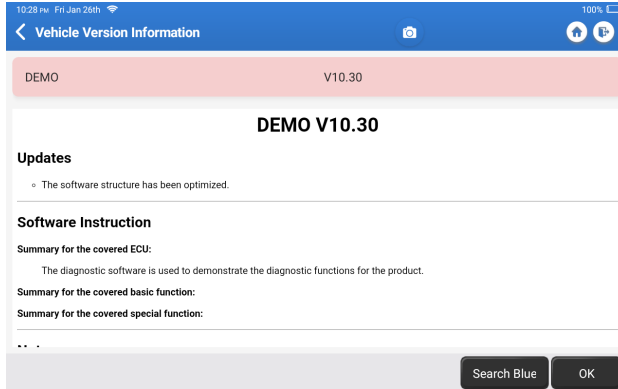 10:28 PM Fri Jan 26th 100%
Vehicle Version Information
DEMO V10.30
DEMO V10.30
Updates
The software structure has been optimized.
Software Instruction
Summary for the covered ECU:
The diagnostic software is used to demonstrate the diagnostic functions for the product.
Summary for the covered basic function:
Summary for the covered special function:
Search Blue OK